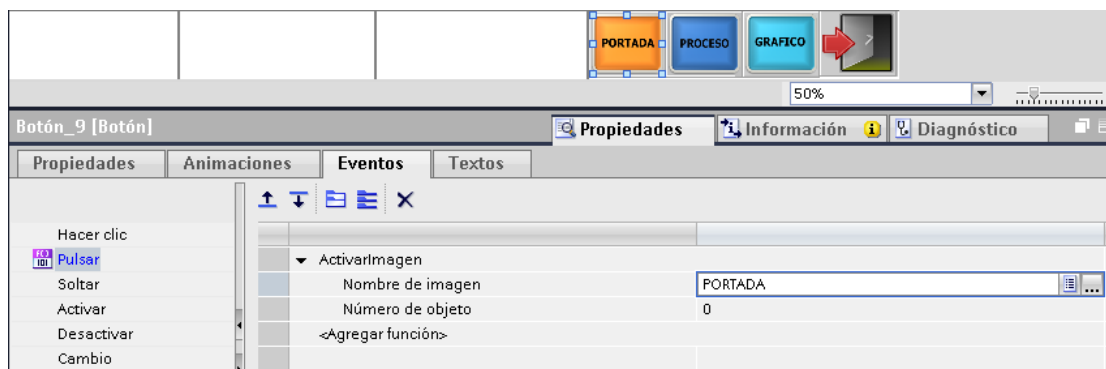 PORTADA PROCESO GRAFICO
50%
Botón_9 [Botón] Propiedades Información Diagnóstico
Propiedades Animaciones Eventos Textos
Hacer clic
Pulsar ActivarImagen
Soltar Nombre de imagen PORTADA ...
Activar Número de objeto 0
Desactivar <Agregar función>
Cambio